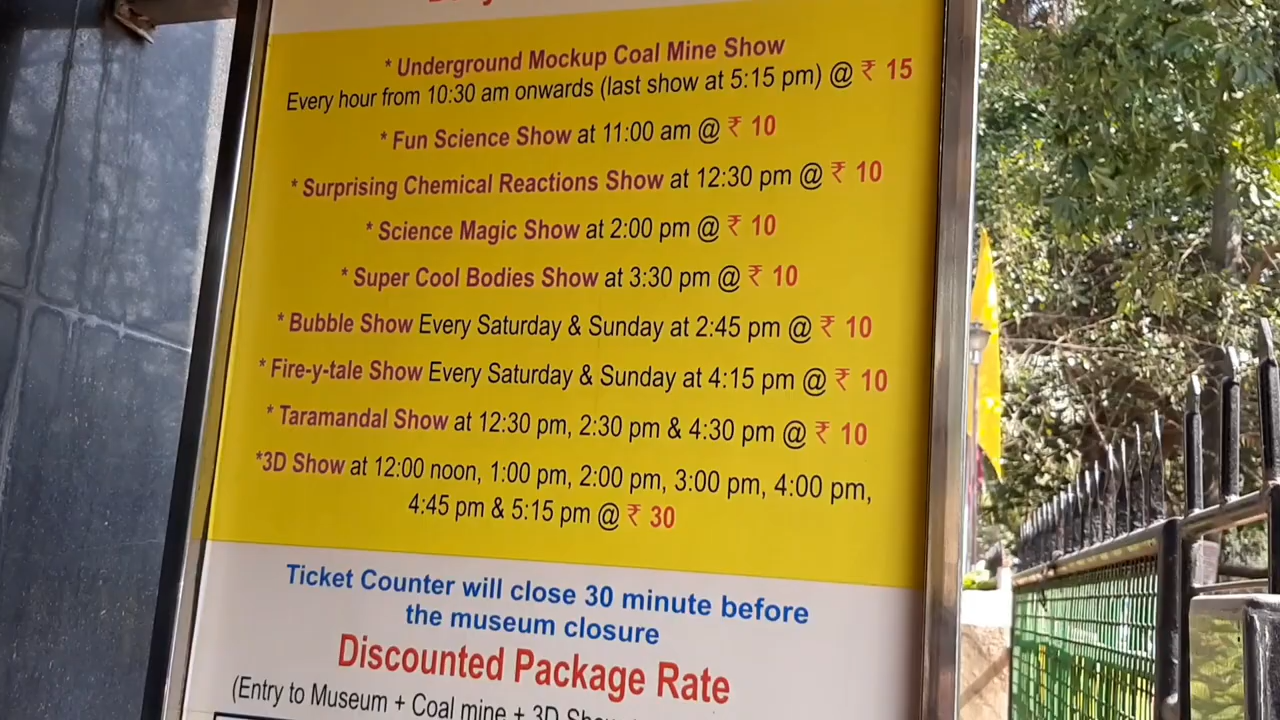 * Underground Mockup Coal Mine Show
Every hour from 10:30 am onwards (last show at 5:15 pm) @ ₹ 15
* Fun Science Show at 11:00 am @ ₹ 10
* Surprising Chemical Reactions Show at 12:30 pm @ ₹ 10
* Science Magic Show at 2:00 pm @ ₹ 10
* Super Cool Bodies Show at 3:30 pm @ ₹ 10
* Bubble Show Every Saturday & Sunday at 2:45 pm @ ₹ 10
* Fire-y-tale Show Every Saturday & Sunday at 4:15 pm @ ₹ 10
* Taramandal Show at 12:30 pm, 2:30 pm & 4:30 pm @ ₹ 10
*3D Show at 12:00 noon, 1:00 pm, 2:00 pm, 3:00 pm, 4:00 pm,
4:45 pm & 5:15 pm @ ₹ 30
Ticket Counter will close 30 minute before
the museum closure
Discounted Package Rate
(Entry to Museum + Coal mine + 3D